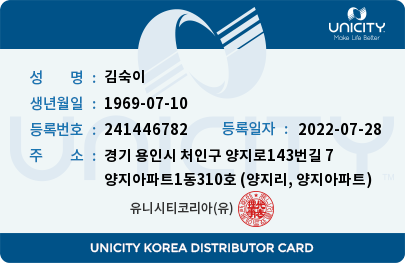 UNICITY
Make Life Better
성 명 : 김숙이
생년월일 : 1969-07-10
등록번호 : 241446782 등록일자 : 2022-07-28
주 소 : 경기 용인시 처인구 양지로143번길 7
양지아파트1동310호 (양지리, 양지아파트)
유니시티코리아(유)
UNICITY
UNICITY KOREA DISTRIBUTOR CARD